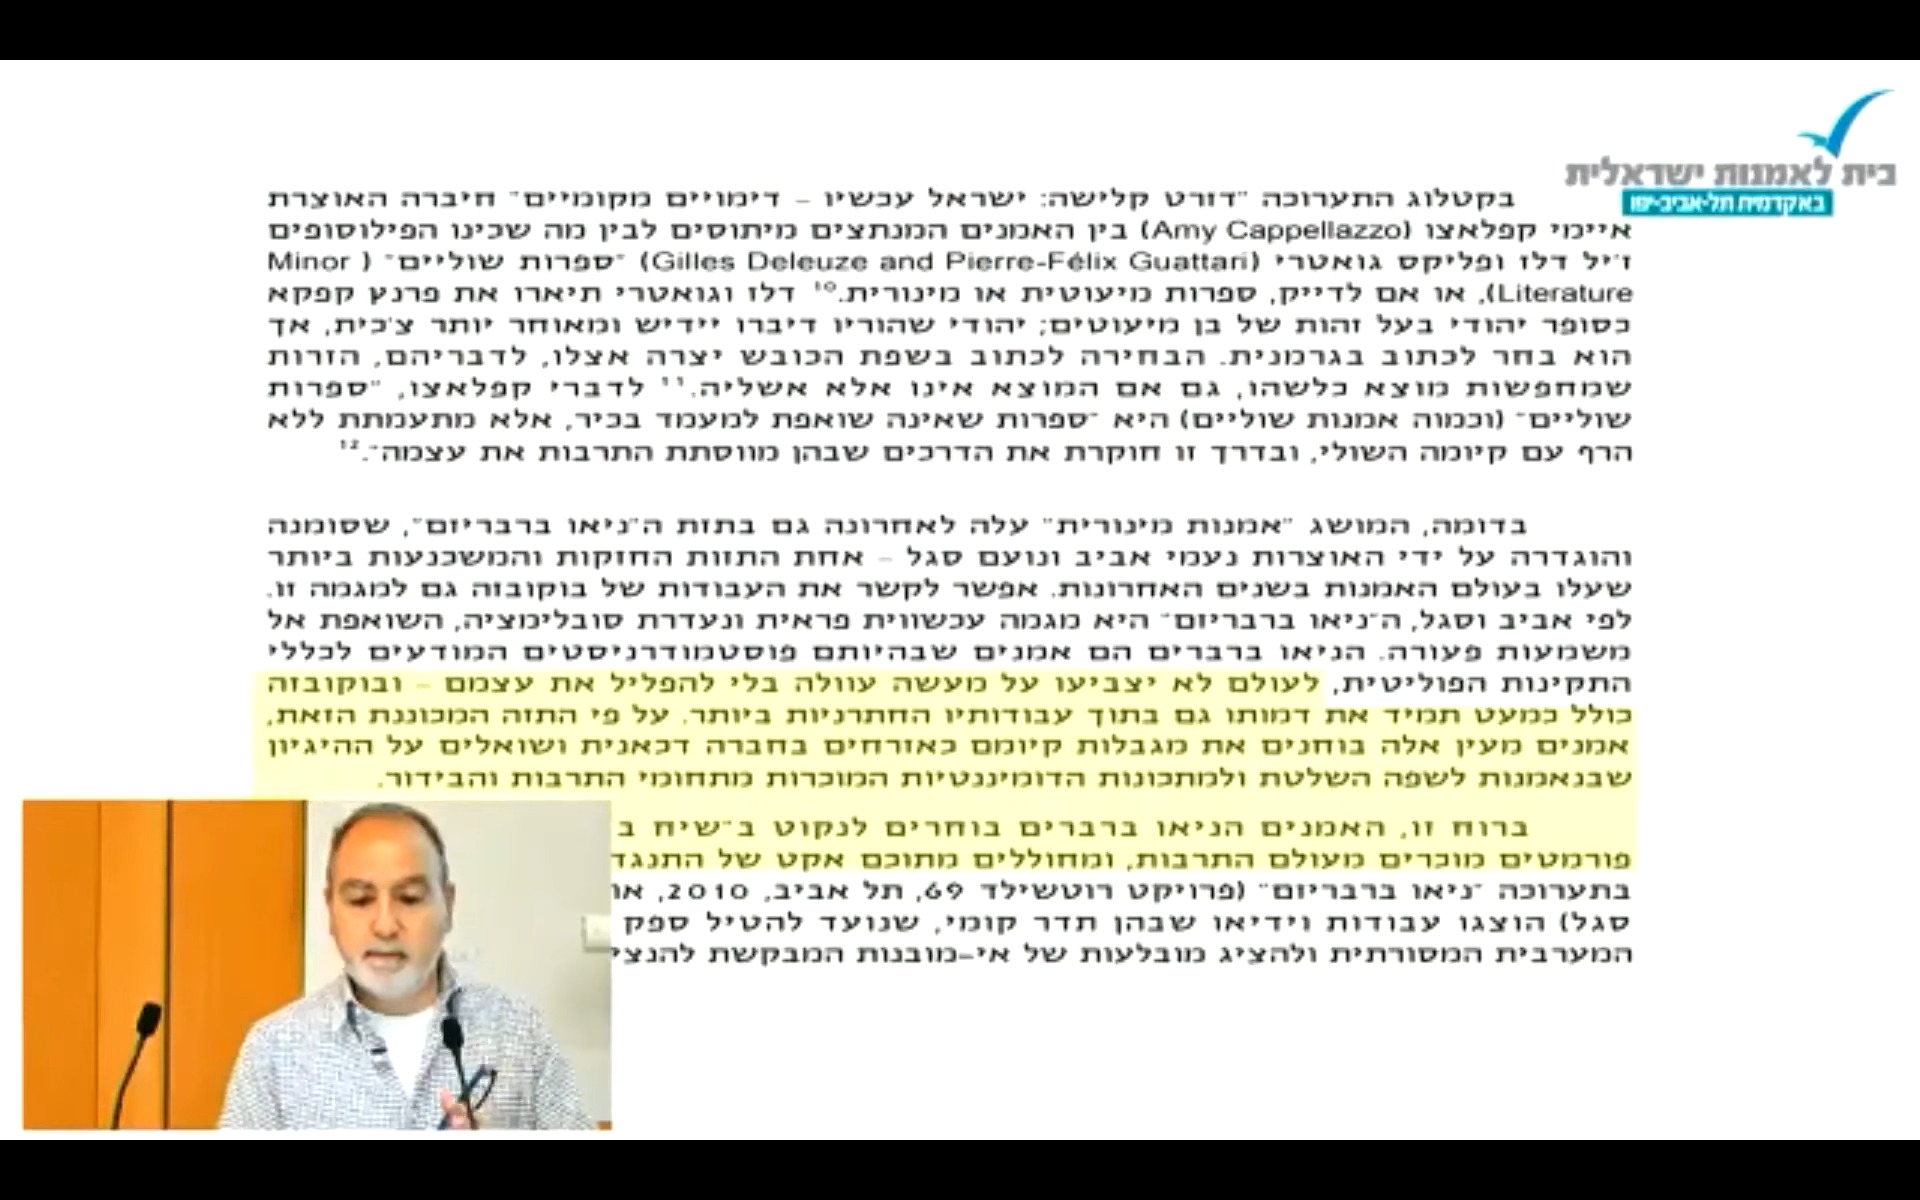 בית לאמנות ישראלית
באקדמית תל-אביב-יפו
בקטלוג התערוכה "דזרט קלישה: ישראל עכשיו – דימויים מקומיים" חיברה האוצרת
איימי קפלאצו (Amy Cappellazzo) בין האמנים המנתצים מיתוסים לבין מה שכינו הפילוסופים
ז'יל דלז ופליקס גואטרי (Gilles Deleuze and Pierre-Félix Guattari) "ספרות שוליים" (Minor
Literature), או אם לדייק, ספרות מיעוטית או מינורית.10 דלז וגואטרי תיארו את פרנץ קפקא
כסופר יהודי בעל זהות של בן מיעוטים; יהודי שהוריו דיברו יידיש ומאוחר יותר צ'כית, אך
הוא בחר לכתוב בגרמנית. הבחירה לכתוב בשפת הכובש יצרה אצלו, לדבריהם, הזרות
שמחפשות מוצא כלשהו, גם אם המוצא אינו אלא אשליה.11 לדברי קפלאצו, "ספרות
שוליים" (וכמוה אמנות שוליים) היא "ספרות שאינה שואפת למעמד בכיר, אלא מתעמתת ללא
הרף עם קיומה השולי, ובדרך זו חוקרת את הדרכים שבהן מווסתת התרבות את עצמה".12
בדומה, המושג "אמנות מינורית" עלה לאחרונה גם בתזת ה"ניאו ברבריזם", שסומנה
והוגדרה על ידי האוצרות נעמי אביב ונועם סגל – אחת התזות החזקות והמשכנעות ביותר
שעלו בעולם האמנות בשנים האחרונות. אפשר לקשר את העבודות של בוקובזה גם למגמה זו.
לפי אביב וסגל, ה"ניאו ברבריזם" היא מגמה עכשווית פראית ונעדרת סובלימציה, השואפת אל
משמעות פעורה. הניאו ברברים הם אמנים שבהיותם פוסטמודרניסטים המודעים לכללי
התקינות הפוליטית, לעולם לא יצביעו על מעשה עוולה בלי להפליל את עצמם – ובוקובזה
כולל כמעט תמיד את דמותו גם בתוך עבודותיו החתרניות ביותר. על פי התזה המכוננת הזאת,
אמנים מעין אלה בוחנים את מגבלות קיומם כאזרחים בחברה דכאנית ושואלים על ההיגיון
שבנאמנות לשפה השלטת ולמתכונות הדומיננטיות המוכרות מתחומי התרבות והבידור.
ברוח זו, האמנים הניאו ברברים בוחרים לנקוט ב"שיח ב
פורמטים מוכרים מעולם התרבות, ומחוללים מתוכם אקט של התנגד
בתערוכה "ניאו ברבריזם" (פרויקט רוטשילד 69, תל אביב, 2010, או
סגל) הוצגו עבודות וידיאו שבהן תדר קומי, שנועד להטיל ספק
המערבית המסורתית ולהציג מובלעות של אי-מובנות המבקשת להנצי